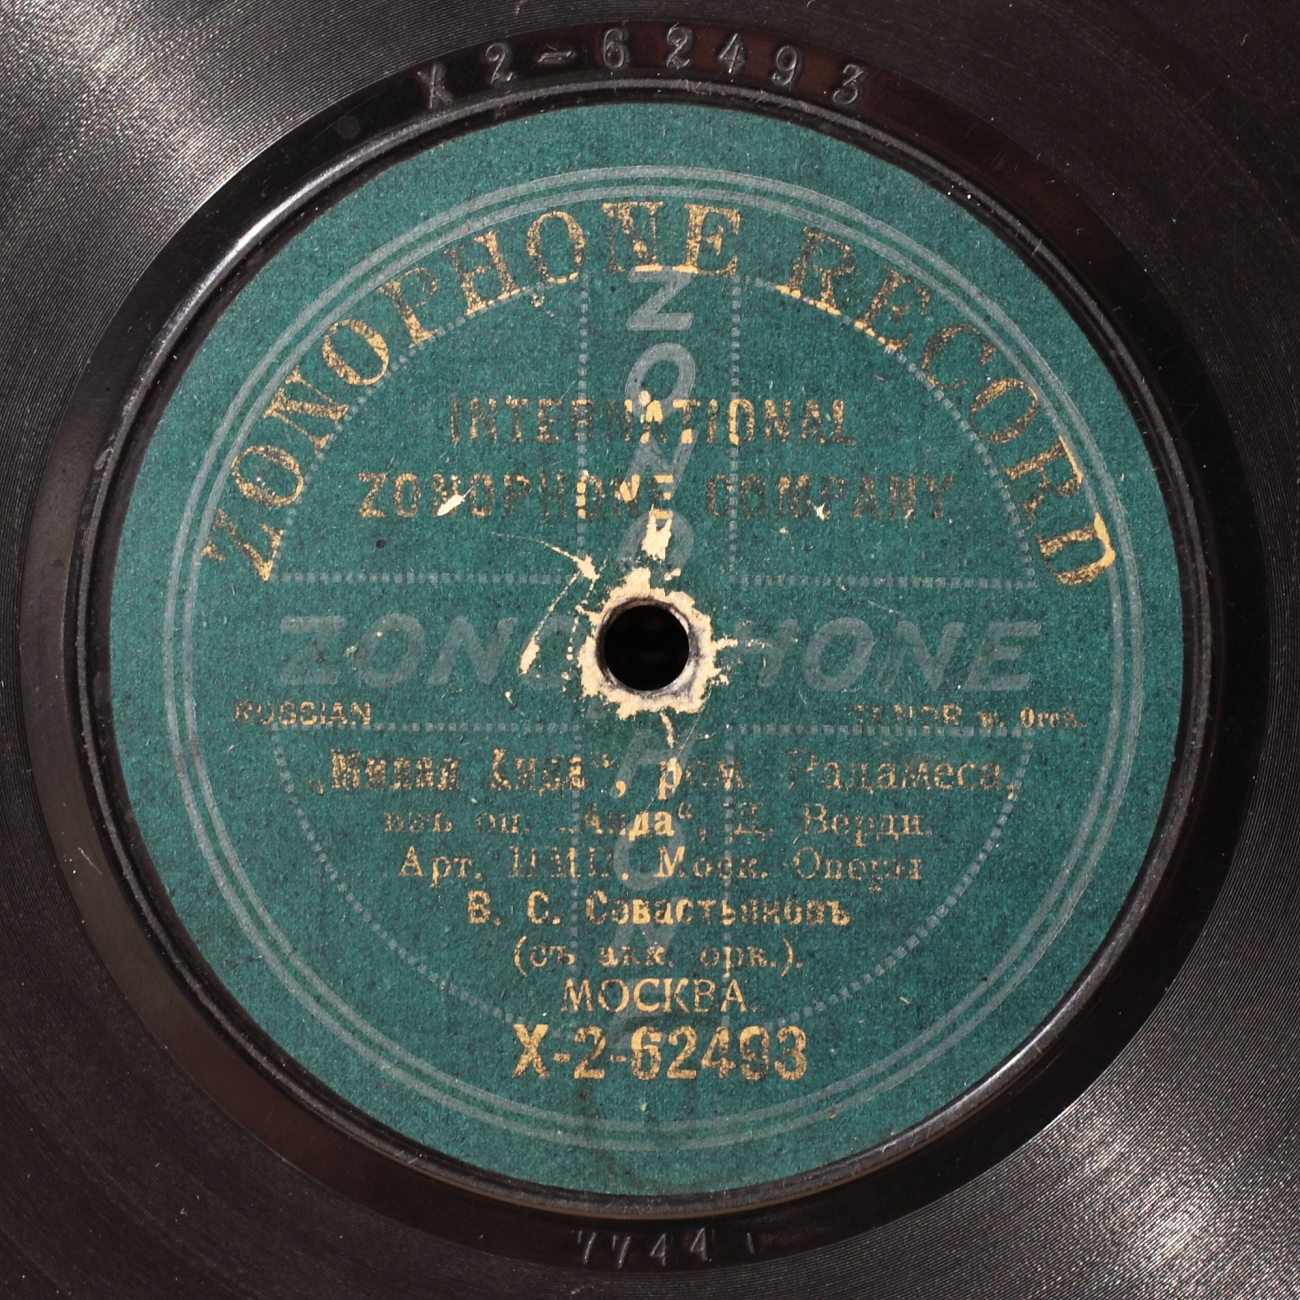 X 2-62493
ZONOPHONE RECORD
INTERNATIONAL
ZONOPHONE COMPANY
ZONOPHONE
ZONOPHONE
RUSSIAN TENOR w. Orch.
„Милая Аида“, ром. Радамеса,
изъ оп. „Аида“, Д. Верди.
Арт. ИМП. Моск. Оперы
В. С. Севастьяновъ
(съ акк. орк.).
МОСКВА.
X-2-62493
7744